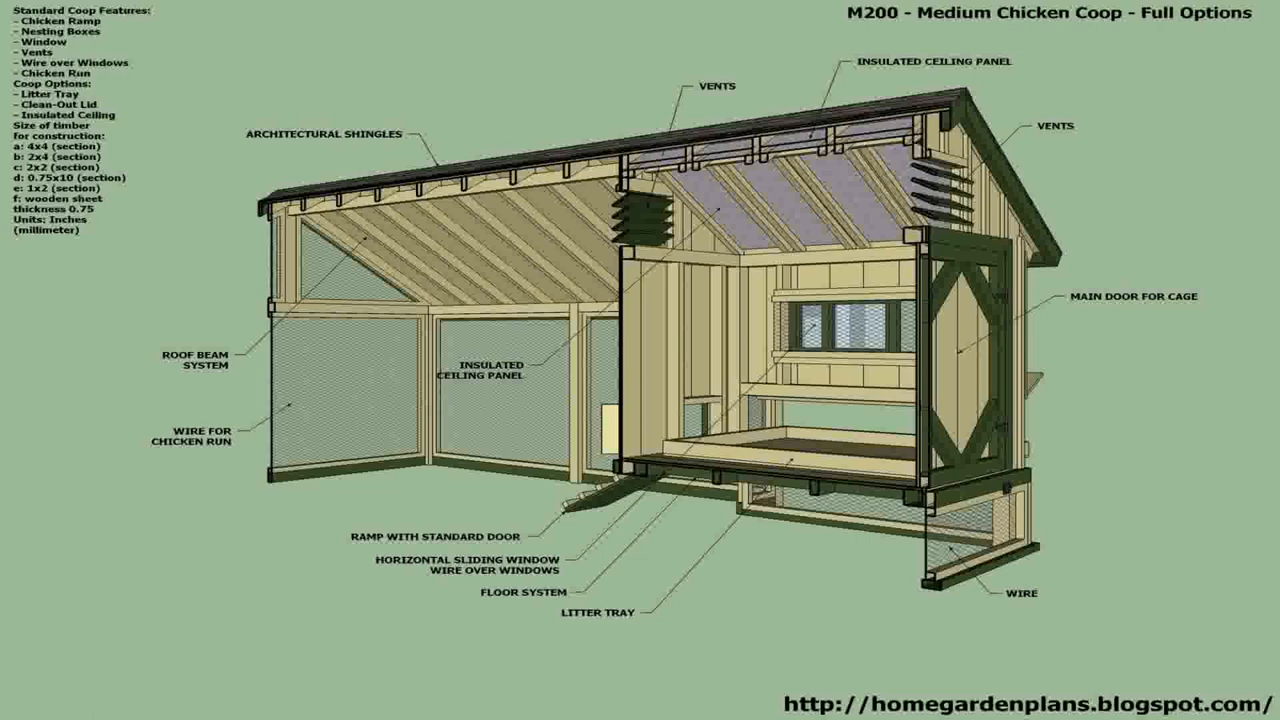 Standard Coop Features:
- Chicken Ramp
- Nesting Boxes
- Window
- Vents
- Wire over Windows
- Chicken Run
Coop Options:
- Litter Tray
- Clean-Out Lid
- Insulated Ceiling
Size of timber
for construction:
a: 4x4 (section)
b: 2x4 (section)
c: 2x2 (section)
d: 0.75x10 (section)
e: 1x2 (section)
f: wooden sheet
thickness 0.75
Units: Inches
(millimeter)
M200 - Medium Chicken Coop - Full Options
INSULATED CEILING PANEL
VENTS
VENTS
ARCHITECTURAL SHINGLES
MAIN DOOR FOR CAGE
ROOF BEAM
SYSTEM
INSULATED
CEILING PANEL
WIRE FOR
CHICKEN RUN
RAMP WITH STANDARD DOOR
HORIZONTAL SLIDING WINDOW
WIRE OVER WINDOWS
FLOOR SYSTEM
WIRE
LITTER TRAY
http://homegardenplans.blogspot.com/